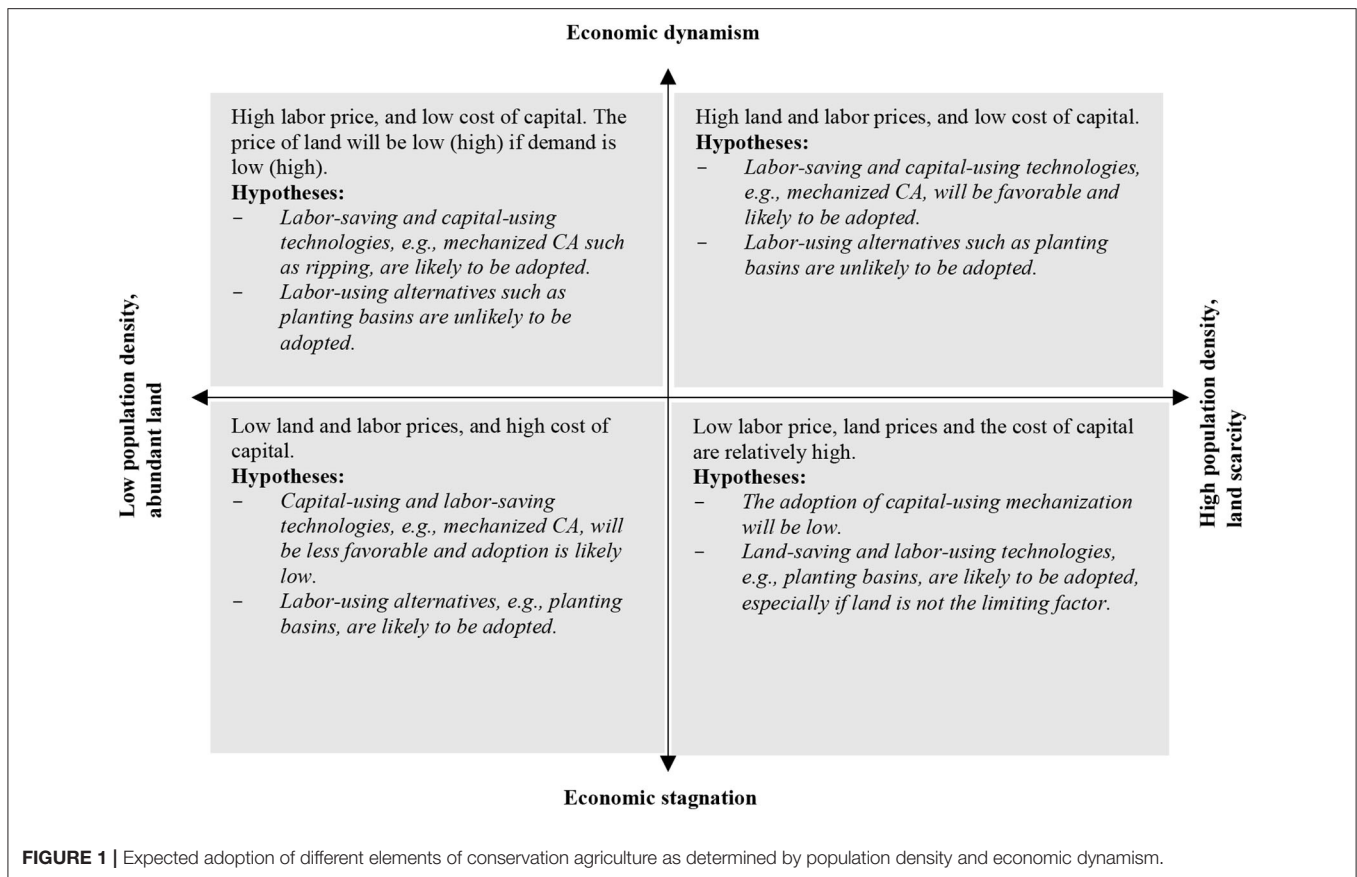 Economic dynamism
High labor price, and low cost of capital. The
price of land will be low (high) if demand is
low (high).
Hypotheses:
– Labor-saving and capital-using
technologies, e.g., mechanized CA such
as ripping, are likely to be adopted.
– Labor-using alternatives such as
planting basins are unlikely to be
adopted.
High land and labor prices, and low cost of capital.
Hypotheses:
– Labor-saving and capital-using technologies,
e.g., mechanized CA, will be favorable and
likely to be adopted.
– Labor-using alternatives such as planting
basins are unlikely to be adopted.
Low population density,
abundant land
High population density,
land scarcity
Low land and labor prices, and high cost of
capital.
Hypotheses:
– Capital-using and labor-saving
technologies, e.g., mechanized CA, will
be less favorable and adoption is likely
low.
– Labor-using alternatives, e.g., planting
basins, are likely to be adopted.
Low labor price, land prices and the cost of capital
are relatively high.
Hypotheses:
– The adoption of capital-using mechanization
will be low.
– Land-saving and labor-using technologies,
e.g., planting basins, are likely to be adopted,
especially if land is not the limiting factor.
Economic stagnation
FIGURE 1 | Expected adoption of different elements of conservation agriculture as determined by population density and economic dynamism.